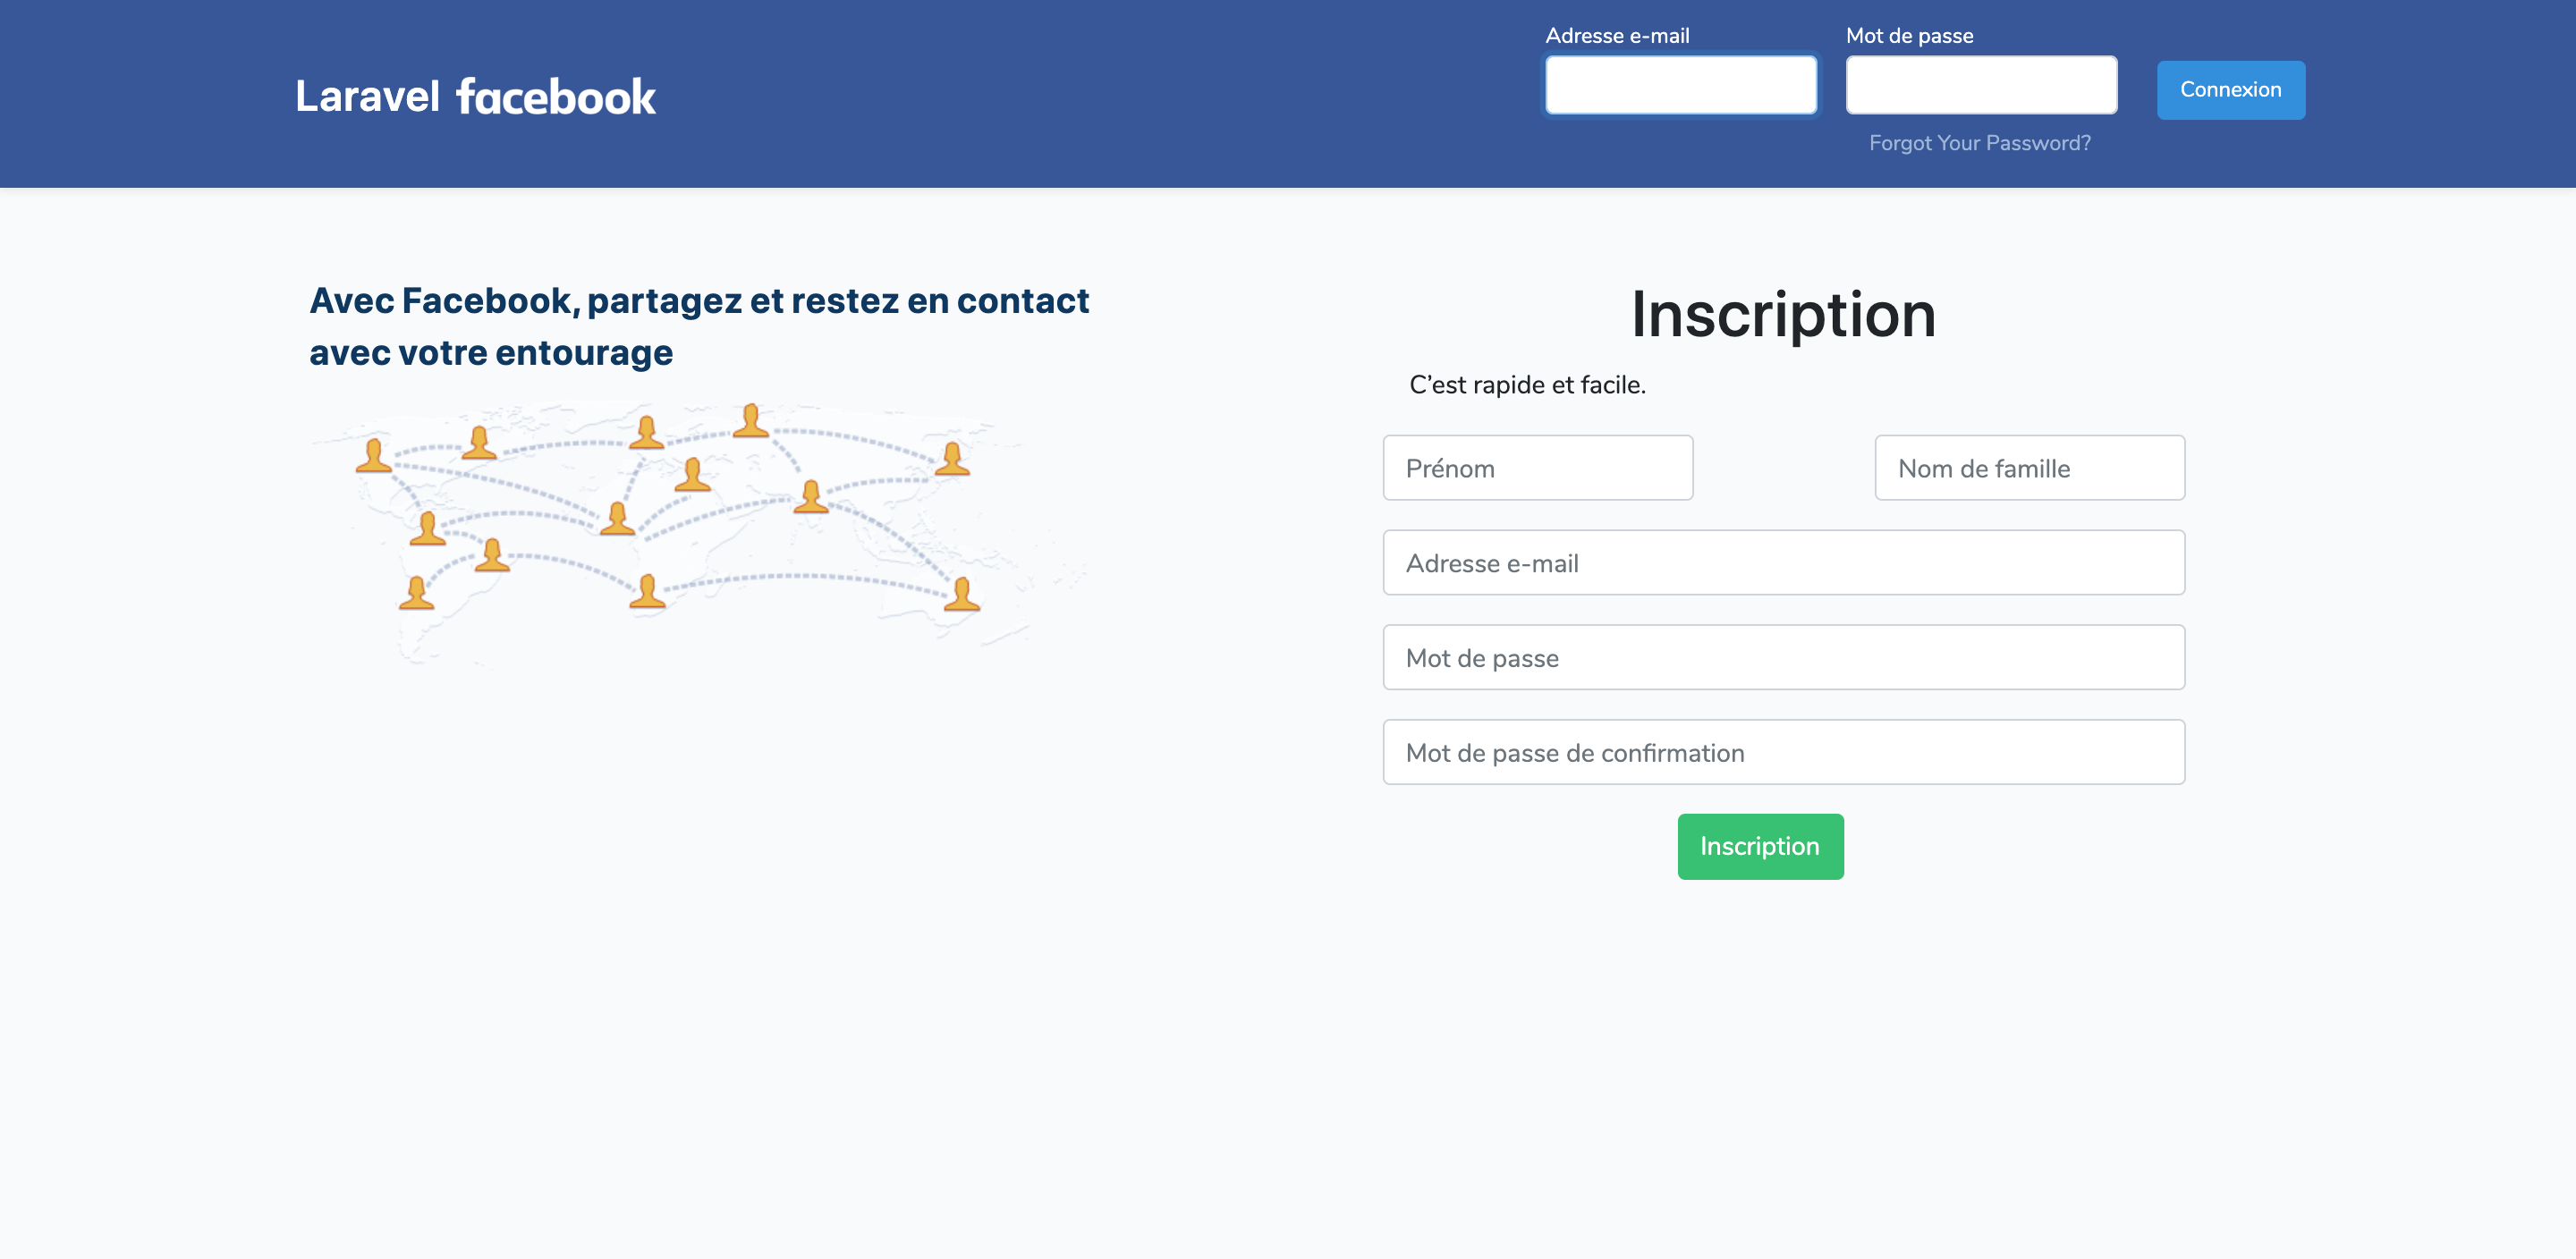 Adresse e-mail
Mot de passe
Laravel facebook
Connexion
Forgot Your Password?
Avec Facebook, partagez et restez en contact
avec votre entourage
Inscription
C’est rapide et facile.
Prénom
Nom de famille
Adresse e-mail
Mot de passe
Mot de passe de confirmation
Inscription